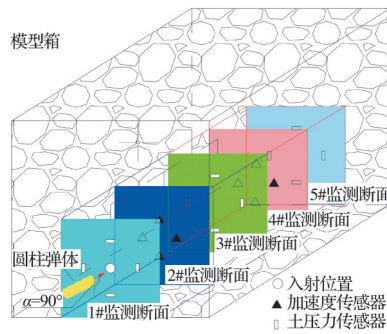 模型箱
5#监测断面
4#监测断面
3#监测断面
圆柱弹体
2#监测断面
α=90°
1#监测断面
入射位置
加速度传感器
土压力传感器